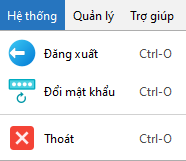 Hệ thống Quản lý Trợ giúp
Đăng xuất Ctrl-O
Đổi mật khẩu Ctrl-O
Thoát Ctrl-O